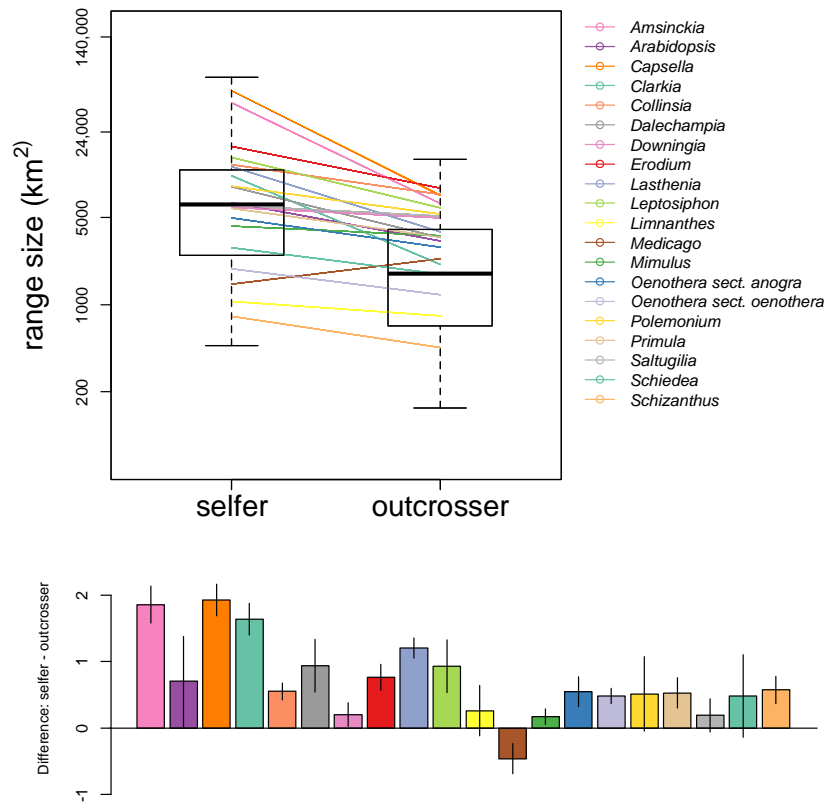 range size (km²)
140,000
24,000
6000
1000
200
selfer
outcrosser
Amsinckia
Arabidopsis
Capsella
Clarkia
Collinsia
Dalechampia
Downingia
Erodium
Lasthenia
Leptosiphon
Limnanthes
Medicago
Mimulus
Oenothera sect. anogra
Oenothera sect. oenothera
Polemonium
Primula
Saltugilia
Schiedea
Schizanthus
Difference: selfer - outcrosser
2
1
0
-1